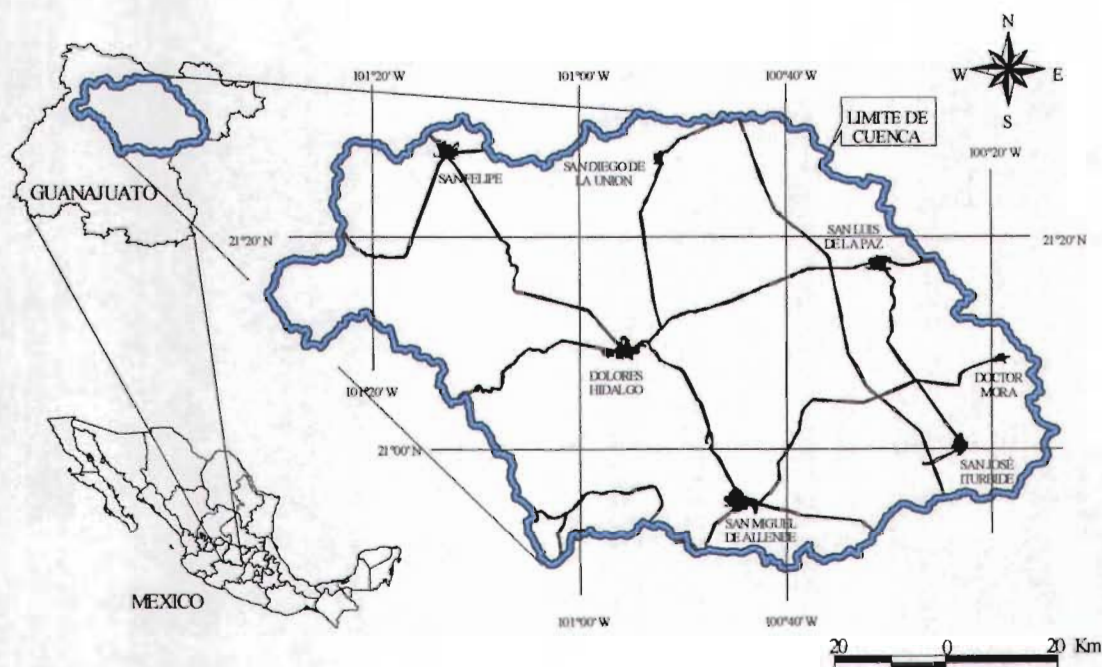 N
W E
S
101°20' W
101°00' W
100°40' W
LIMITE DE
CUENCA
100°20' W
SAN FELIPE
SAN DIEGO DE
LA UNION
GUANAJUATO
21°20' N
SAN LUIS
DE LA PAZ
21°20' N
DOLORES
HIDALGO
DOCTOR
MORA
101°20' W
21°00' N
SAN JOSÉ
ITURBIDE
SAN MIGUEL
DE ALLENDE
MEXICO
101°00' W
100°40' W
20 0 20 Km